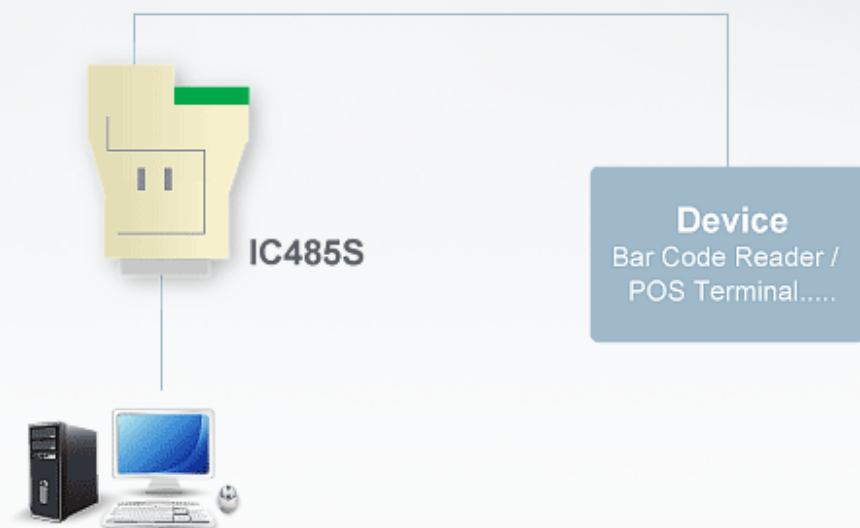 IC485S
Device
Bar Code Reader /
POS Terminal.....